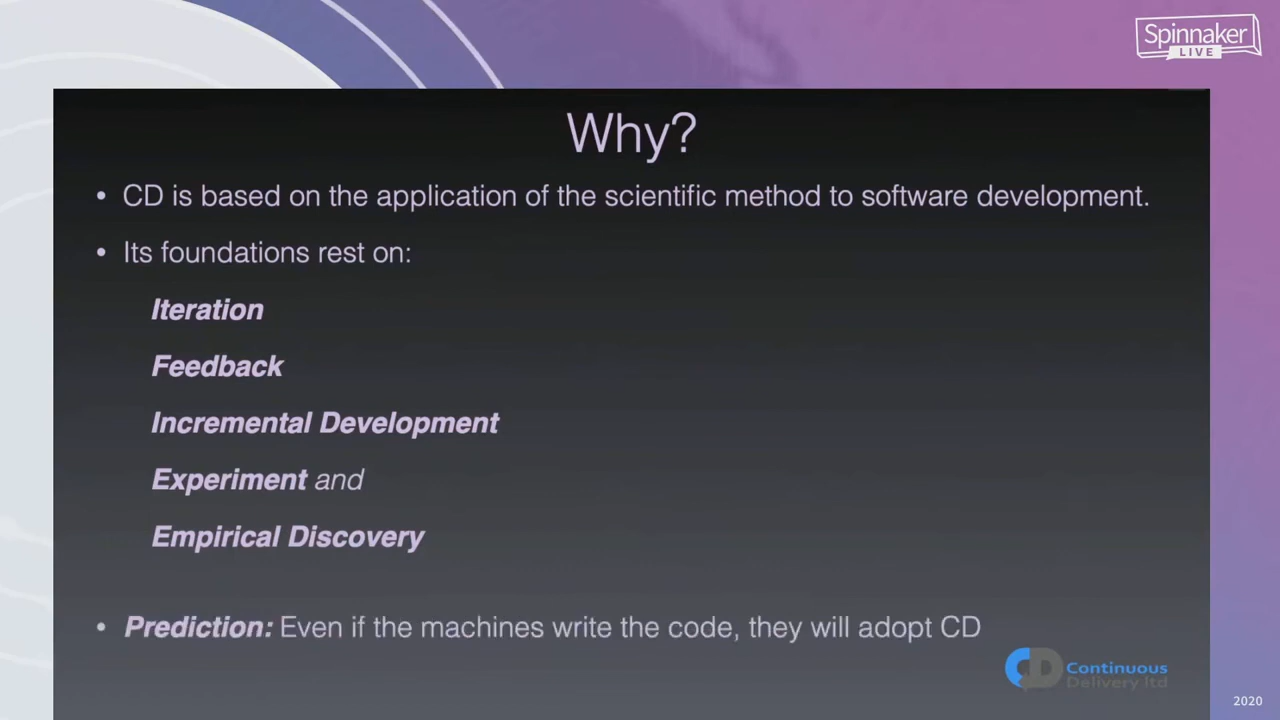 Spinnaker
LIVE
Why?
• CD is based on the application of the scientific method to software development.
• Its foundations rest on:
Iteration
Feedback
Incremental Development
Experiment and
Empirical Discovery
• Prediction: Even if the machines write the code, they will adopt CD
CD Continuous
Delivery ltd
2020